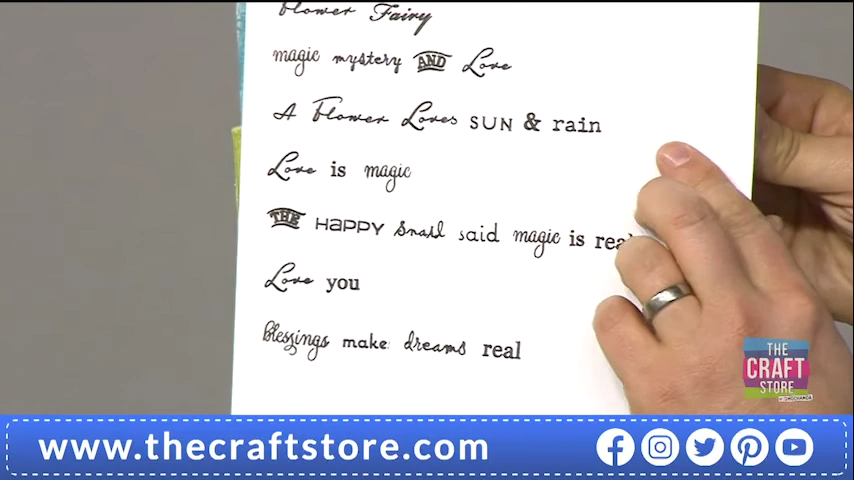 Flower Fairy
magic mystery AND Love
A Flower Loves SUN & rain
Love is magic
THE HAPPY Snail said magic is real
Love you
blessings make dreams real
THE
CRAFT
STORE
www.thecraftstore.com